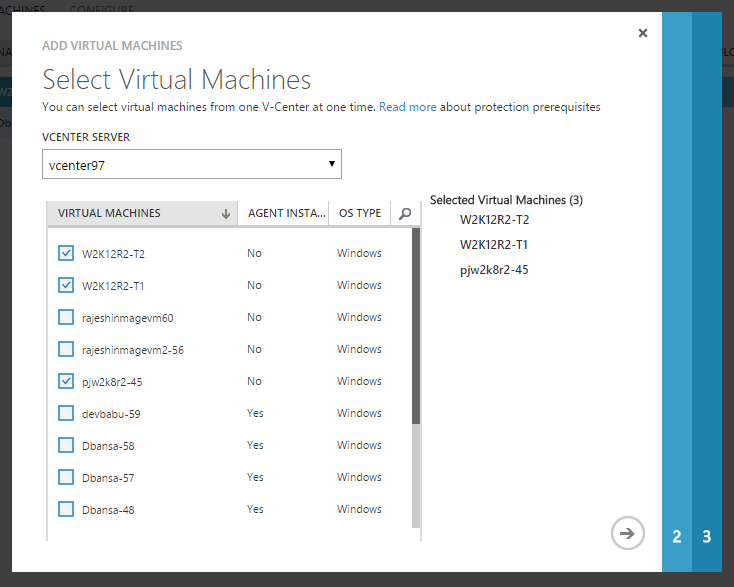 ACHINES CONFIGURE
ADD VIRTUAL MACHINES
Select Virtual Machines
You can select virtual machines from one V-Center at one time. Read more about protection prerequisites
VCENTER SERVER
vcenter97
VIRTUAL MACHINES AGENT INSTA... OS TYPE
Selected Virtual Machines (3)
W2K12R2-T2
W2K12R2-T1
pjw2k8r2-45
W2K12R2-T2 No Windows
W2K12R2-T1 No Windows
rajeshinmagevm60 No Windows
rajeshinmagevm2-56 No Windows
pjw2k8r2-45 No Windows
devbabu-59 Yes Windows
Dbansa-58 Yes Windows
Dbansa-57 Yes Windows
Dbansa-48 Yes Windows
2 3